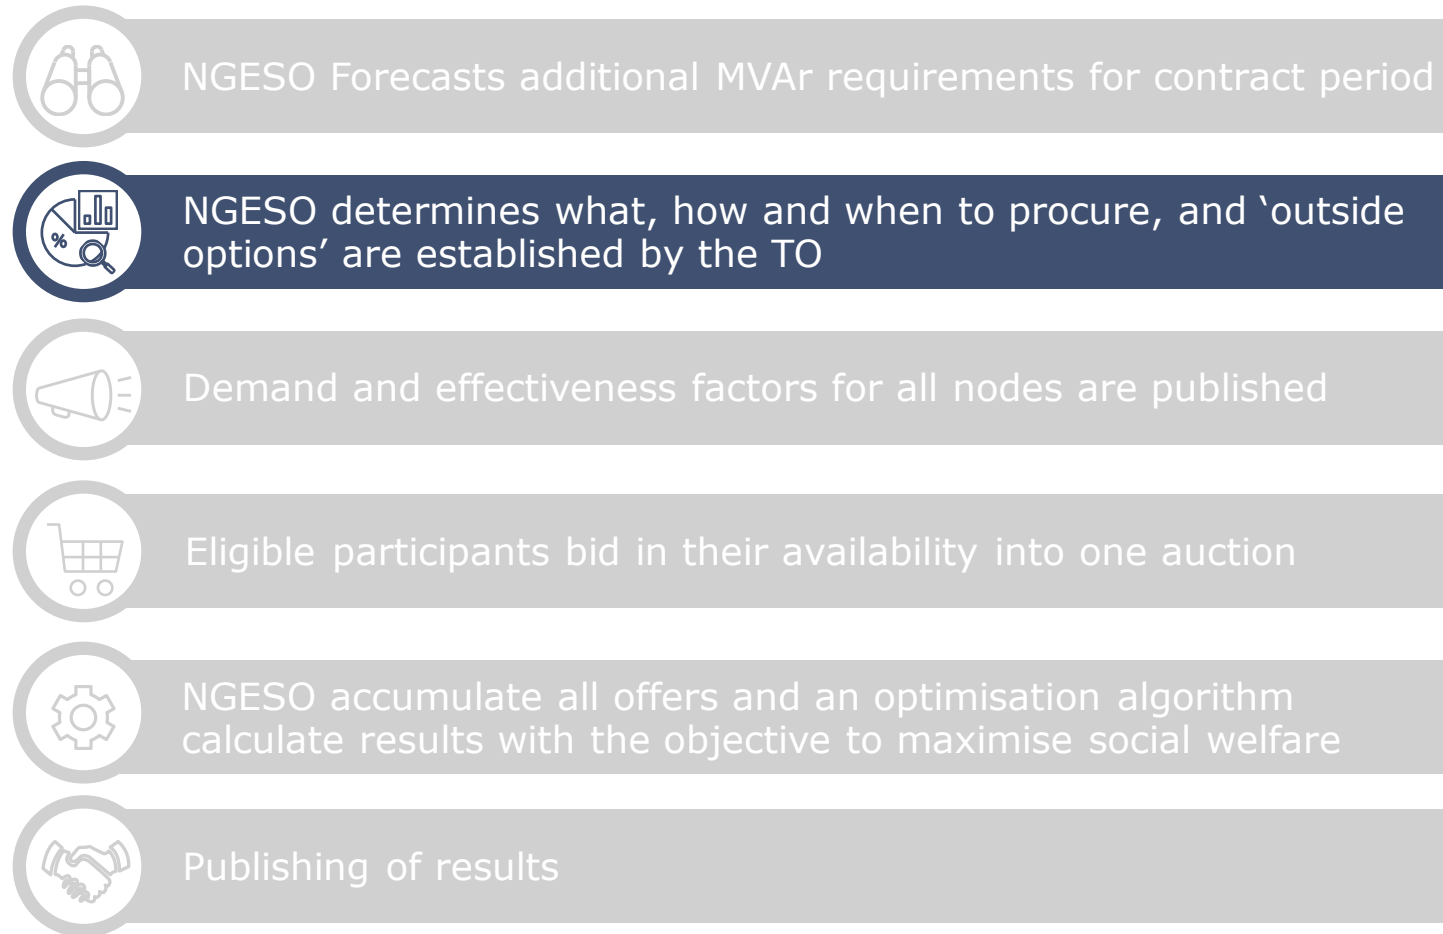 NGESO Forecasts additional MVAr requirements for contract period
%
NGESO determines what, how and when to procure, and ‘outside
options’ are established by the TO
Demand and effectiveness factors for all nodes are published
Eligible participants bid in their availability into one auction
NGESO accumulate all offers and an optimisation algorithm
calculate results with the objective to maximise social welfare
Publishing of results